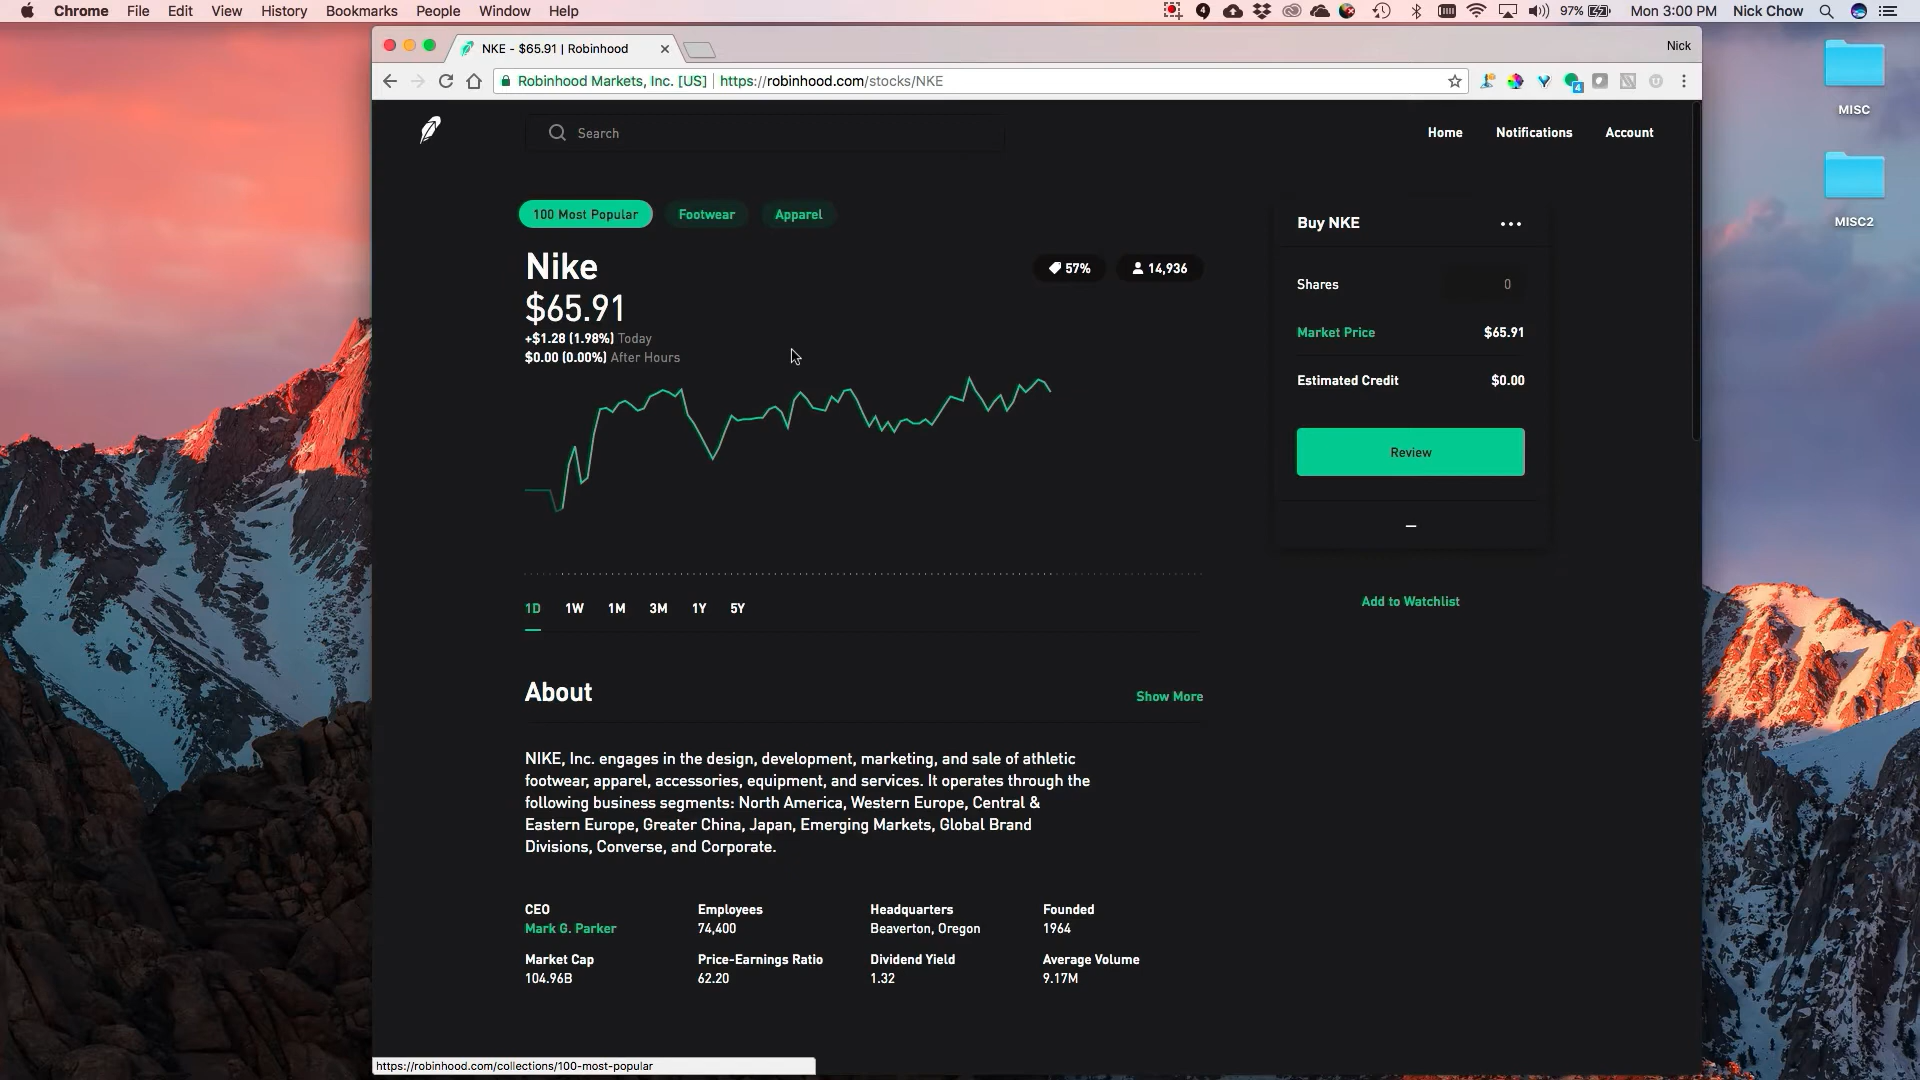 Chrome File Edit View History Bookmarks People Window Help 4 97% Mon 3:00 PM Nick Chow
NKE - $65.91 | Robinhood Nick
Robinhood Markets, Inc. [US] | https://robinhood.com/stocks/NKE 4
MISC
MISC2
Search Home Notifications Account
100 Most Popular Footwear Apparel
Nike
$65.91
+$1.28 (1.98%) Today
$0.00 (0.00%) After Hours
57% 14,936
Buy NKE
Shares 0
Market Price $65.91
Estimated Credit $0.00
Review
–
Add to Watchlist
1D 1W 1M 3M 1Y 5Y
About Show More
NIKE, Inc. engages in the design, development, marketing, and sale of athletic
footwear, apparel, accessories, equipment, and services. It operates through the
following business segments: North America, Western Europe, Central &
Eastern Europe, Greater China, Japan, Emerging Markets, Global Brand
Divisions, Converse, and Corporate.
CEO Employees Headquarters Founded
Mark G. Parker 74,400 Beaverton, Oregon 1964
Market Cap Price-Earnings Ratio Dividend Yield Average Volume
104.96B 62.20 1.32 9.17M
https://robinhood.com/collections/100-most-popular